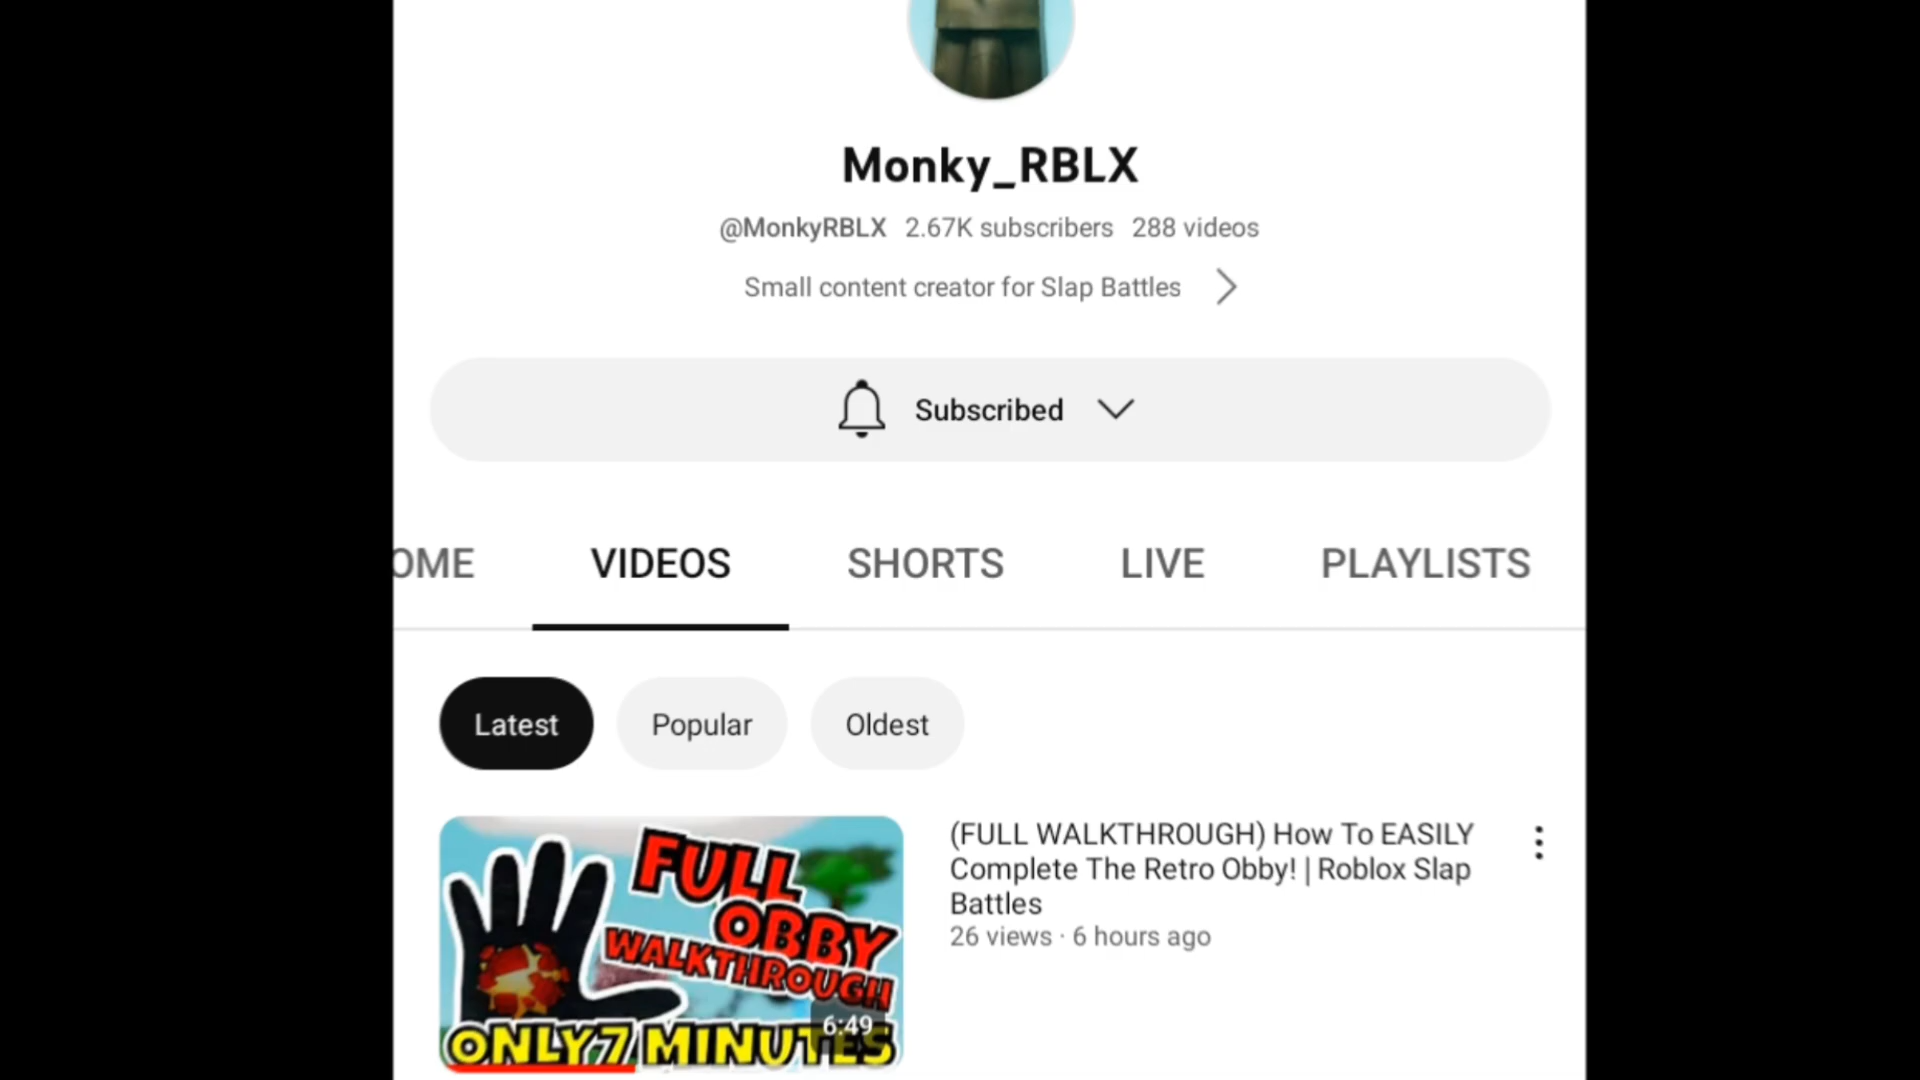 Monky_RBLX
@MonkyRBLX 2.67K subscribers 288 videos
Small content creator for Slap Battles
Subscribed
OME VIDEOS SHORTS LIVE PLAYLISTS
Latest Popular Oldest
FULL
OBBY
WALKTHROUGH
6:49
ONLY 7 MINUTES
(FULL WALKTHROUGH) How To EASILY
Complete The Retro Obby! | Roblox Slap
Battles
26 views · 6 hours ago